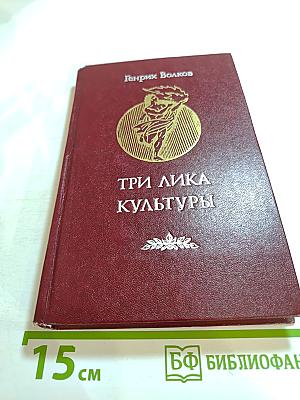 Генрих Волков
ТРИ ЛИКА
КУЛЬТУРЫ
15 см
БФ БИБЛИОФАН